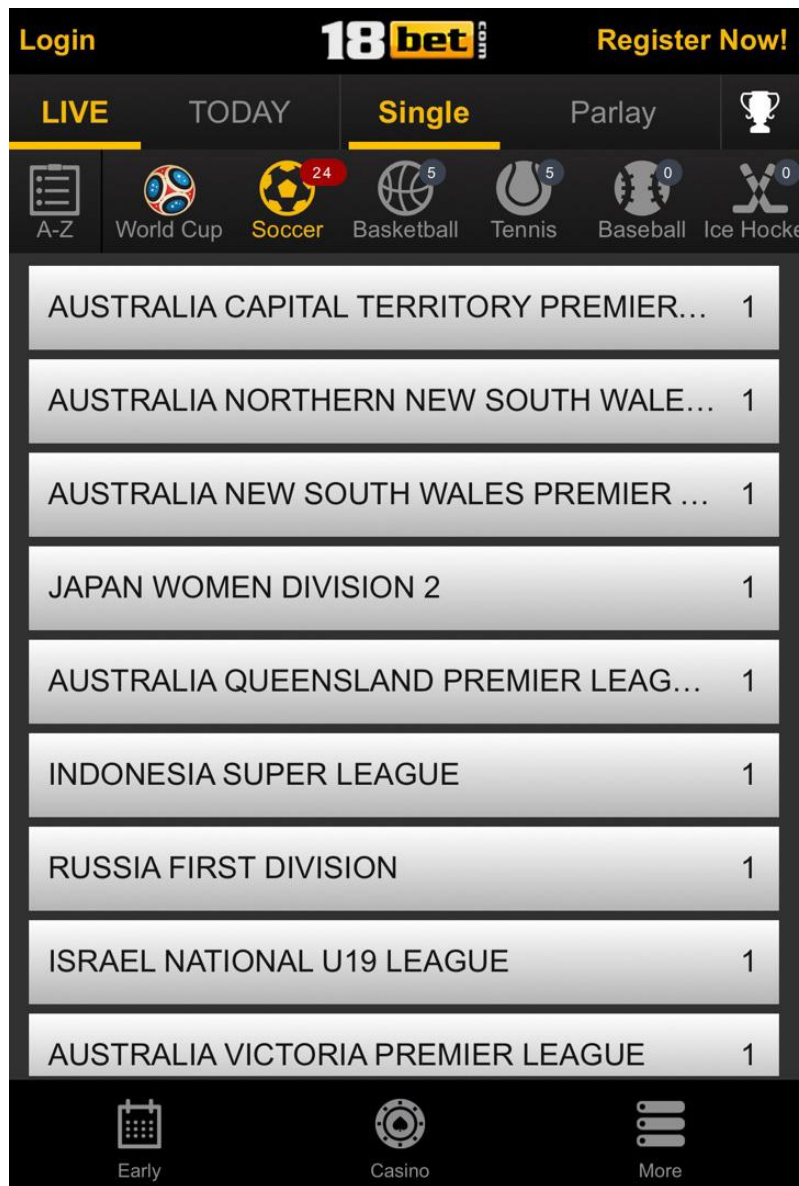 Login 18bet.com Register Now!
LIVE TODAY Single Parlay
24 5 5 0 0
A-Z World Cup Soccer Basketball Tennis Baseball Ice Hocke
AUSTRALIA CAPITAL TERRITORY PREMIER... 1
AUSTRALIA NORTHERN NEW SOUTH WALE... 1
AUSTRALIA NEW SOUTH WALES PREMIER ... 1
JAPAN WOMEN DIVISION 2 1
AUSTRALIA QUEENSLAND PREMIER LEAG... 1
INDONESIA SUPER LEAGUE 1
RUSSIA FIRST DIVISION 1
ISRAEL NATIONAL U19 LEAGUE 1
AUSTRALIA VICTORIA PREMIER LEAGUE 1
Early Casino More